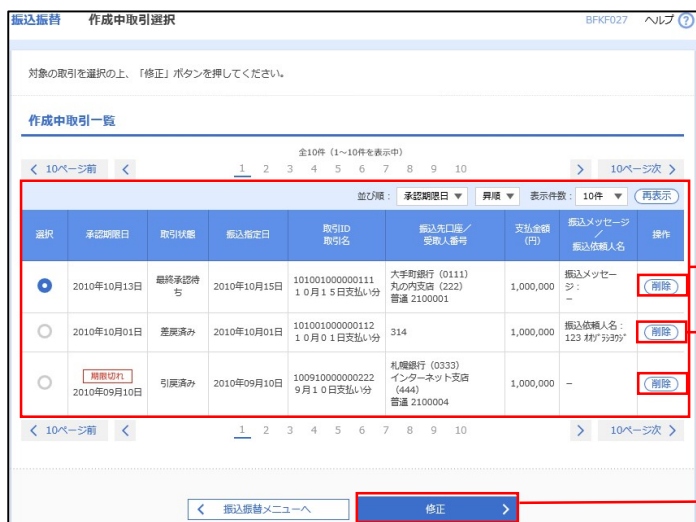 振込振替 作成中取引選択 BFKF027 ヘルプ ?
対象の取引を選択の上、「修正」ボタンを押してください。
作成中取引一覧
全10件（1～10件を表示中）
< 10ページ前 < 1 2 3 4 5 6 7 8 9 10 > 10ページ次 >
並び順： 承認期限日 ▼ 昇順 ▼ 表示件数： 10件 ▼ 再表示
選択 承認期限日 取引状態 振込指定日 取引ID 取引名 振込先口座／ 受取人番号 支払金額 （円） 振込メッセージ ／ 振込依頼人名 操作
2010年10月13日 最終承認待ち 2010年10月15日 101001000000111 １０月１５日支払い分 大手町銀行（0111） 丸の内支店（222） 普通 2100001 1,000,000 振込メッセージ： － 削除
2010年10月01日 差戻済み 2010年10月01日 101001000000112 １０月０１日支払い分 314 1,000,000 振込依頼人名： 123 削除
期限切れ 2010年09月10日 引戻済み 2010年09月10日 100910000000222 ９月１０日支払い分 札幌銀行（0333） インターネット支店（444） 普通 2100004 1,000,000 － 削除
< 10ページ前 < 1 2 3 4 5 6 7 8 9 10 > 10ページ次 >
< 振込振替メニューへ 修正 >